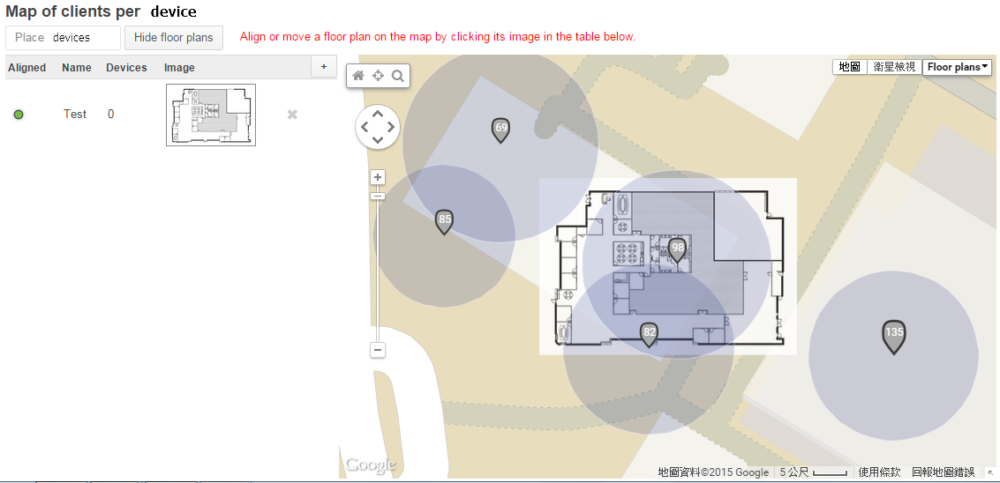 Map of clients per device
Place devices
Hide floor plans
Align or move a floor plan on the map by clicking its image in the table below.
Aligned Name Devices Image +
Test 0
地圖 衛星檢視 Floor plans
69
85
98
82
135
Google
地圖資料©2015 Google 5 公尺 使用條款 回報地圖錯誤